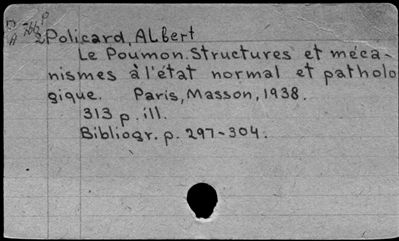 Policard, Albert
Le Poumon. Structures et méca-
nismes à l'état normal et patholo
gique. Paris, Masson, 1938.
313 p. ill.
Bibliogr. p. 297-304.